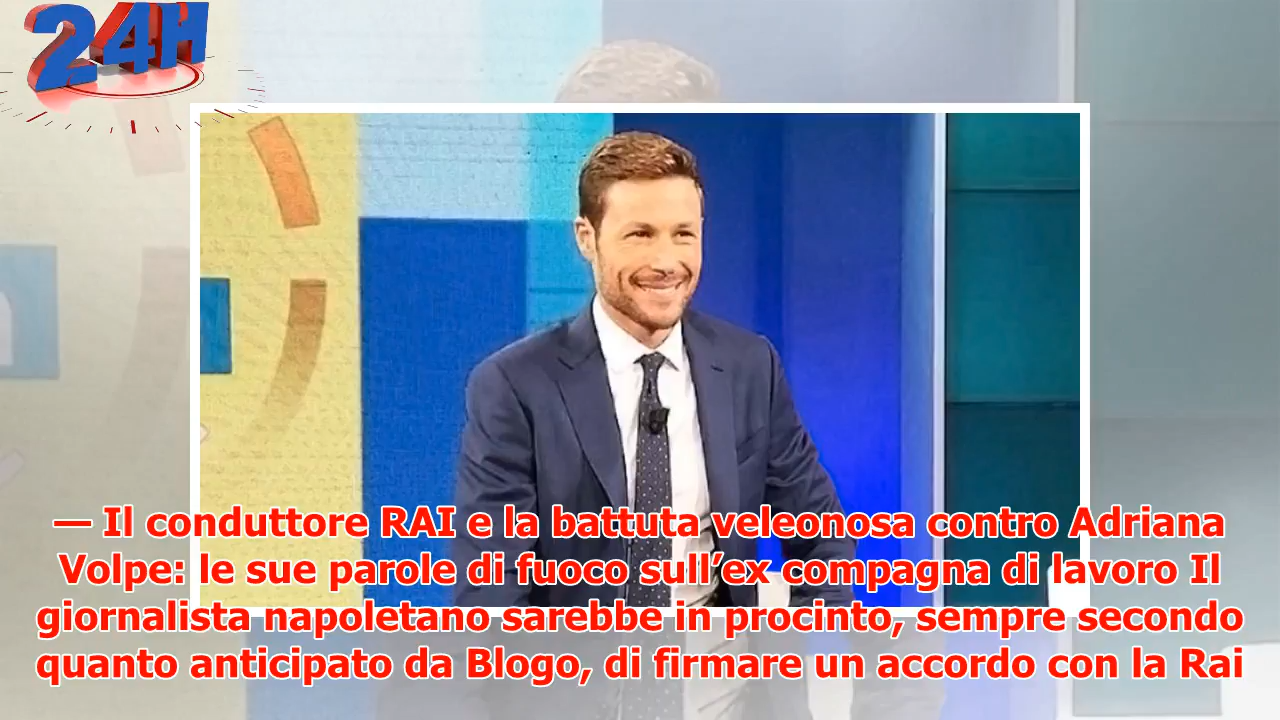 24H
— Il conduttore RAI e la battuta veleonosa contro Adriana
Volpe: le sue parole di fuoco sull’ex compagna di lavoro Il
giornalista napoletano sarebbe in procinto, sempre secondo
quanto anticipato da Blogo, di firmare un accordo con la Rai